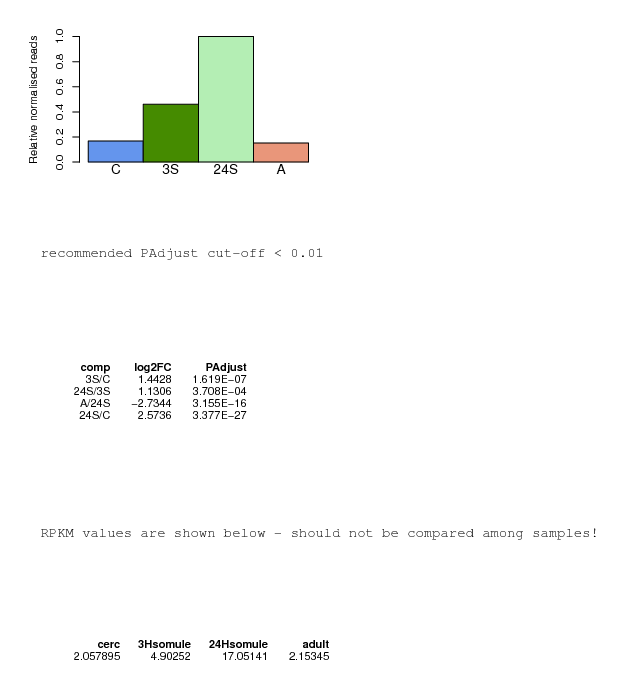 Relative normalised reads
1.0
0.8
0.6
0.4
0.2
0.0
C 3S 24S A
recommended PAdjust cut-off < 0.01
comp log2FC PAdjust
3S/C 1.4428 1.619E−07
24S/3S 1.1306 3.708E−04
A/24S −2.7344 3.155E−16
24S/C 2.5736 3.377E−27
RPKM values are shown below - should not be compared among samples!
cerc 3Hsomule 24Hsomule adult
2.057895 4.90252 17.05141 2.15345